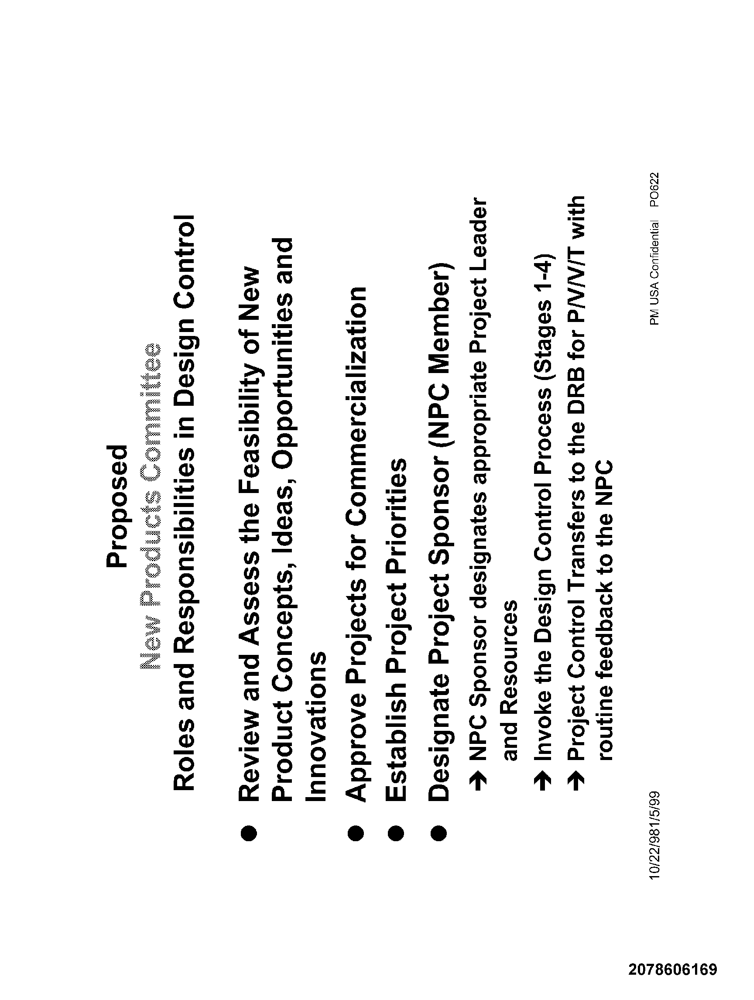 Proposed
New Products Committee
Roles and Responsibilities in Design Control
● Review and Assess the Feasibility of New
Product Concepts, Ideas, Opportunities and
Innovations
● Approve Projects for Commercialization
● Establish Project Priorities
● Designate Project Sponsor (NPC Member)
➔ NPC Sponsor designates appropriate Project Leader
and Resources
➔ Invoke the Design Control Process (Stages 1-4)
➔ Project Control Transfers to the DRB for P/V/V/T with
routine feedback to the NPC
10/22/981/5/99
PM USA Confidential PO622
2078606169